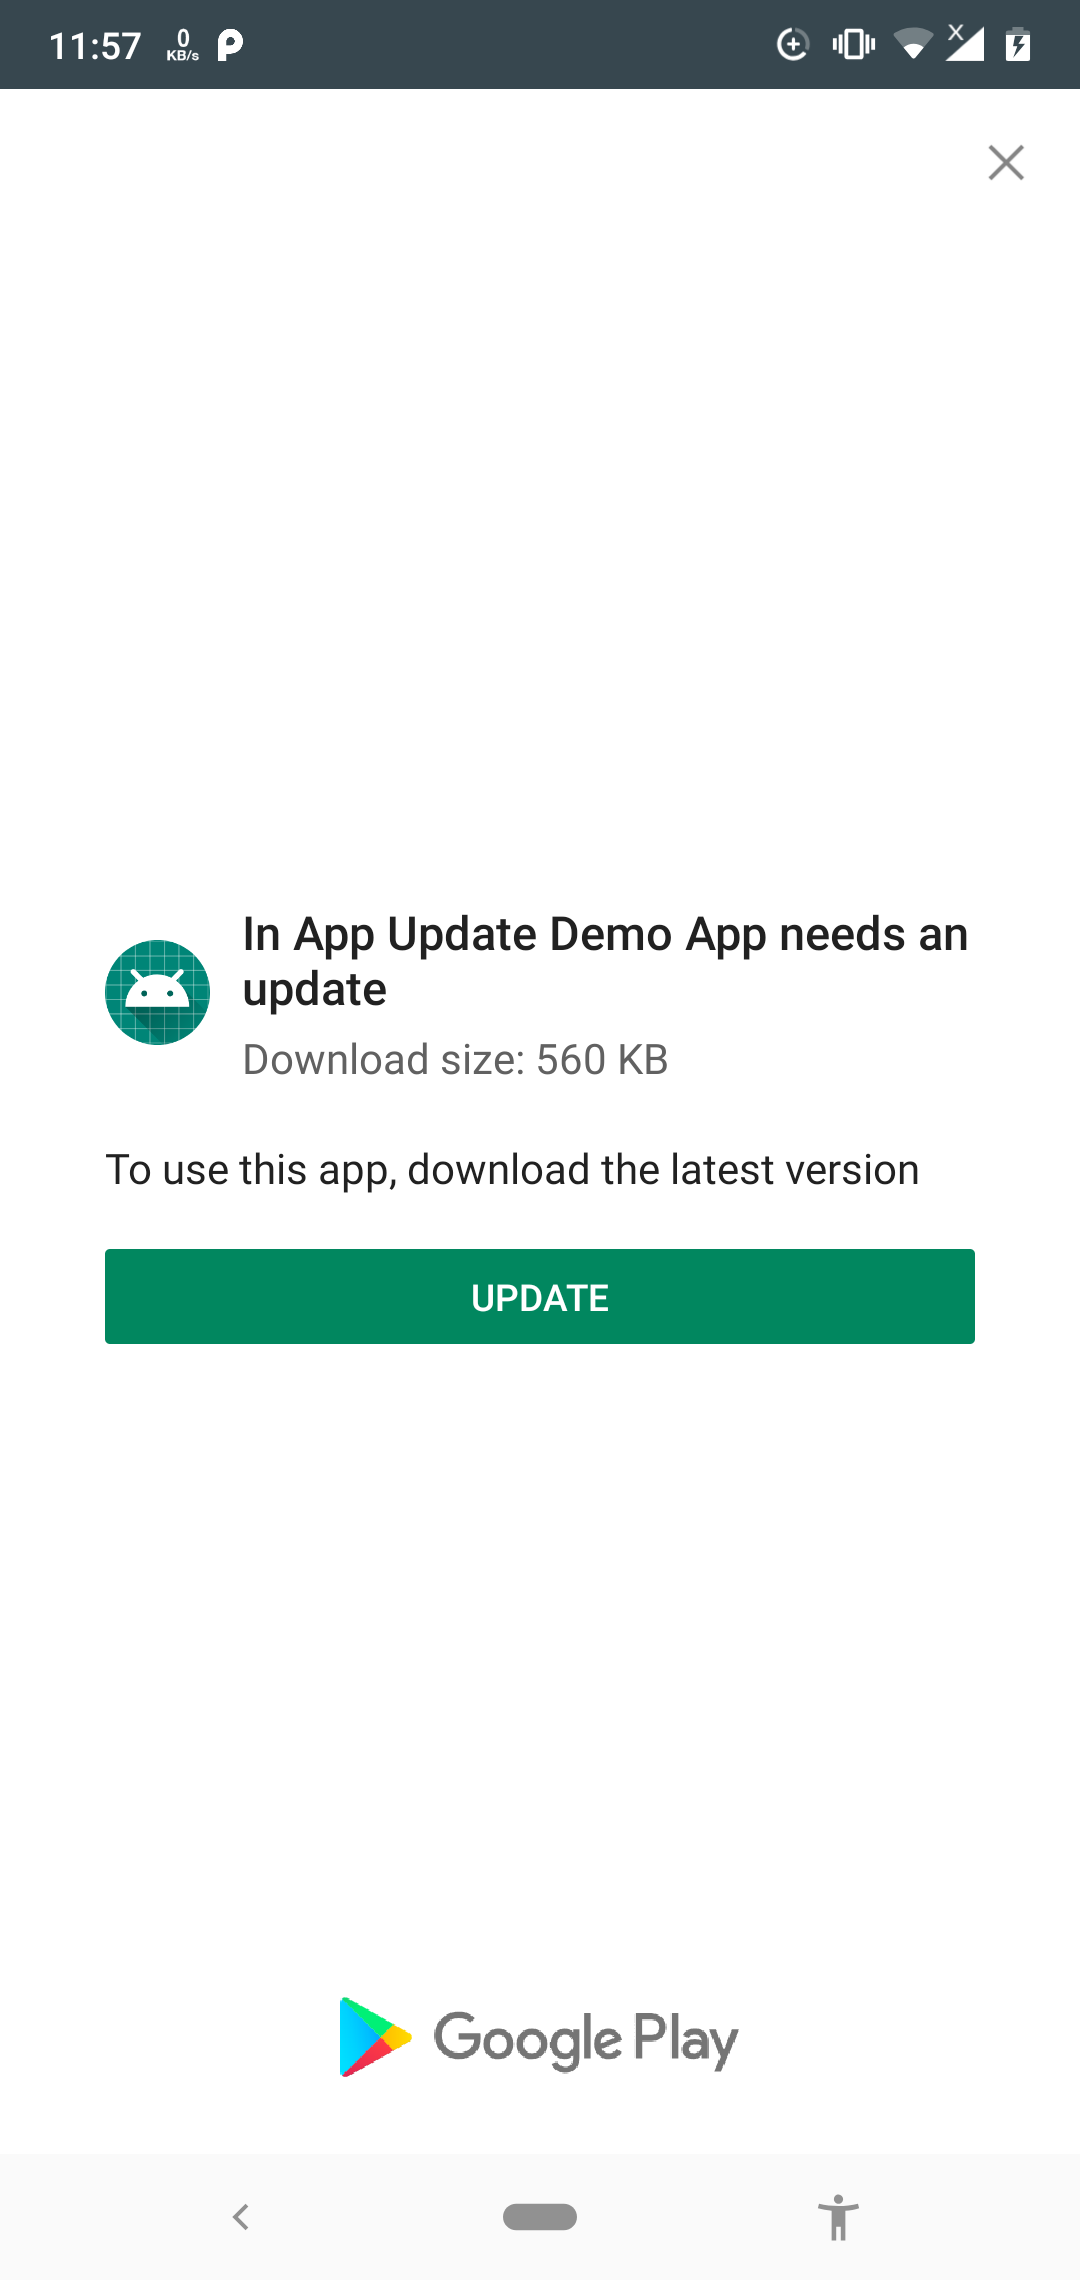 11:57 0 KB/s
In App Update Demo App needs an
update
Download size: 560 KB
To use this app, download the latest version
UPDATE
Google Play